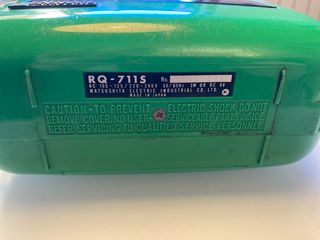 RQ-711S No.
AC 105-125/220-240V 50/60Hz 3W OR DC 6V
MATSUSHITA ELECTRIC INDUSTRIAL CO., LTD.
MADE IN JAPAN
CAUTION-TO PREVENT ELECTRIC SHOCK, DO NOT
REMOVE COVER, NO USER-SERVICEABLE PARTS INSIDE
REFER SERVICING TO QUALIFIED SERVICE PERSONNEL